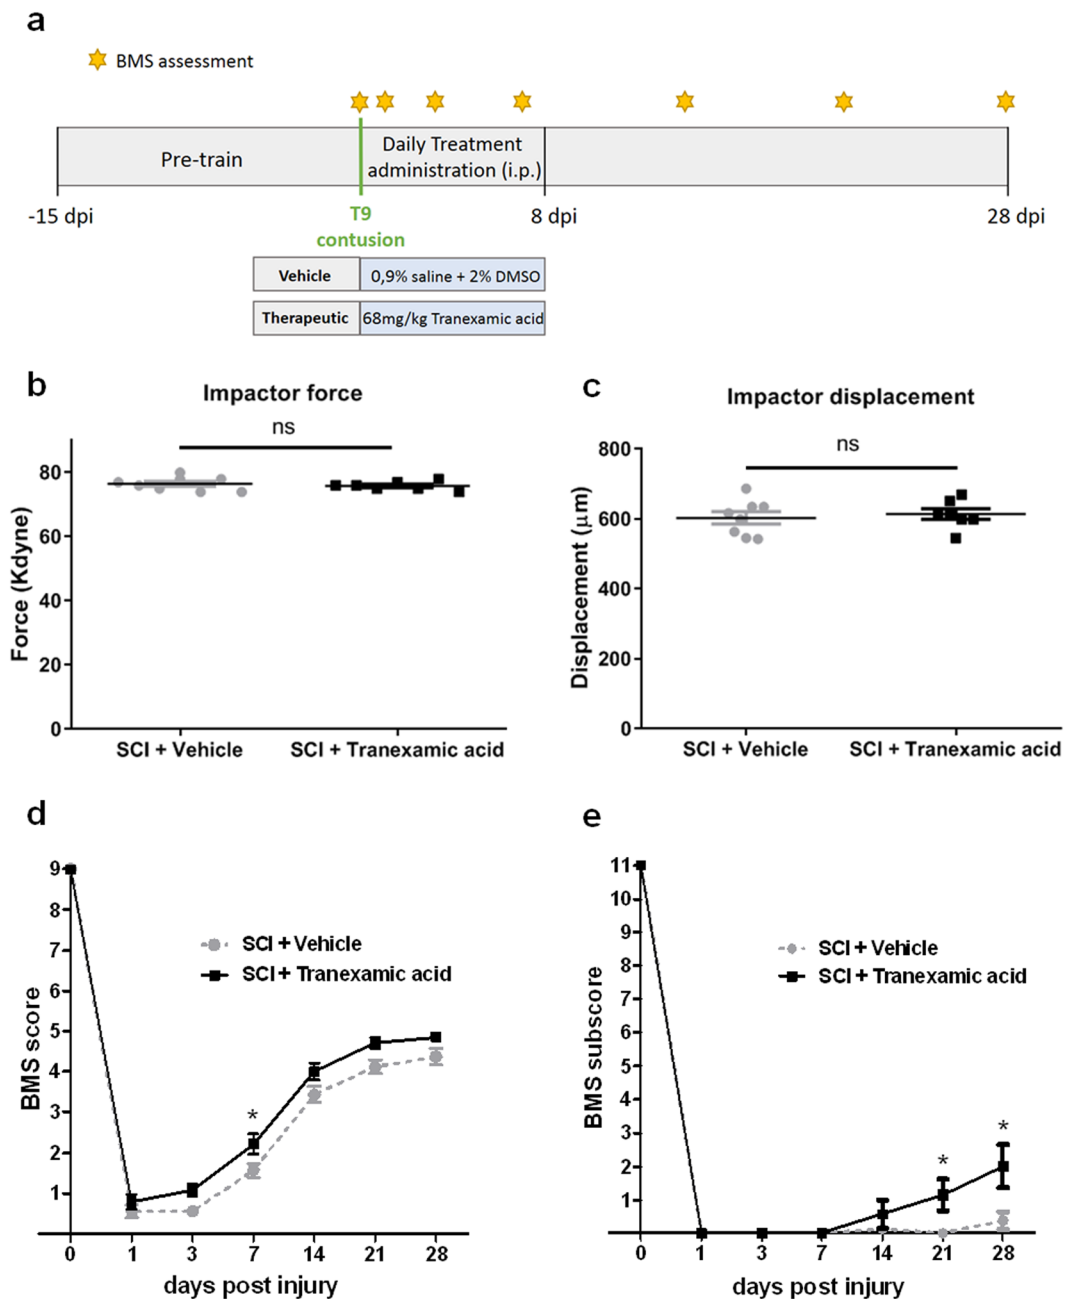 a
BMS assessment
Pre-train
Daily Treatment
administration (i.p.)
-15 dpi
T9
contusion
8 dpi
28 dpi
Vehicle
0,9% saline + 2% DMSO
Therapeutic
68mg/kg Tranexamic acid
b
Impactor force
ns
Force (Kdyne)
80
60
40
20
0
SCI + Vehicle
SCI + Tranexamic acid
c
Impactor displacement
ns
Displacement (μm)
800
600
400
200
0
SCI + Vehicle
SCI + Tranexamic acid
d
BMS score
9
8
7
6
5
4
3
2
1
SCI + Vehicle
SCI + Tranexamic acid
*
0 1 3 7 14 21 28
days post injury
e
BMS subscore
11
10
9
8
7
6
5
4
3
2
1
SCI + Vehicle
SCI + Tranexamic acid
*
*
0 1 3 7 14 21 28
days post injury